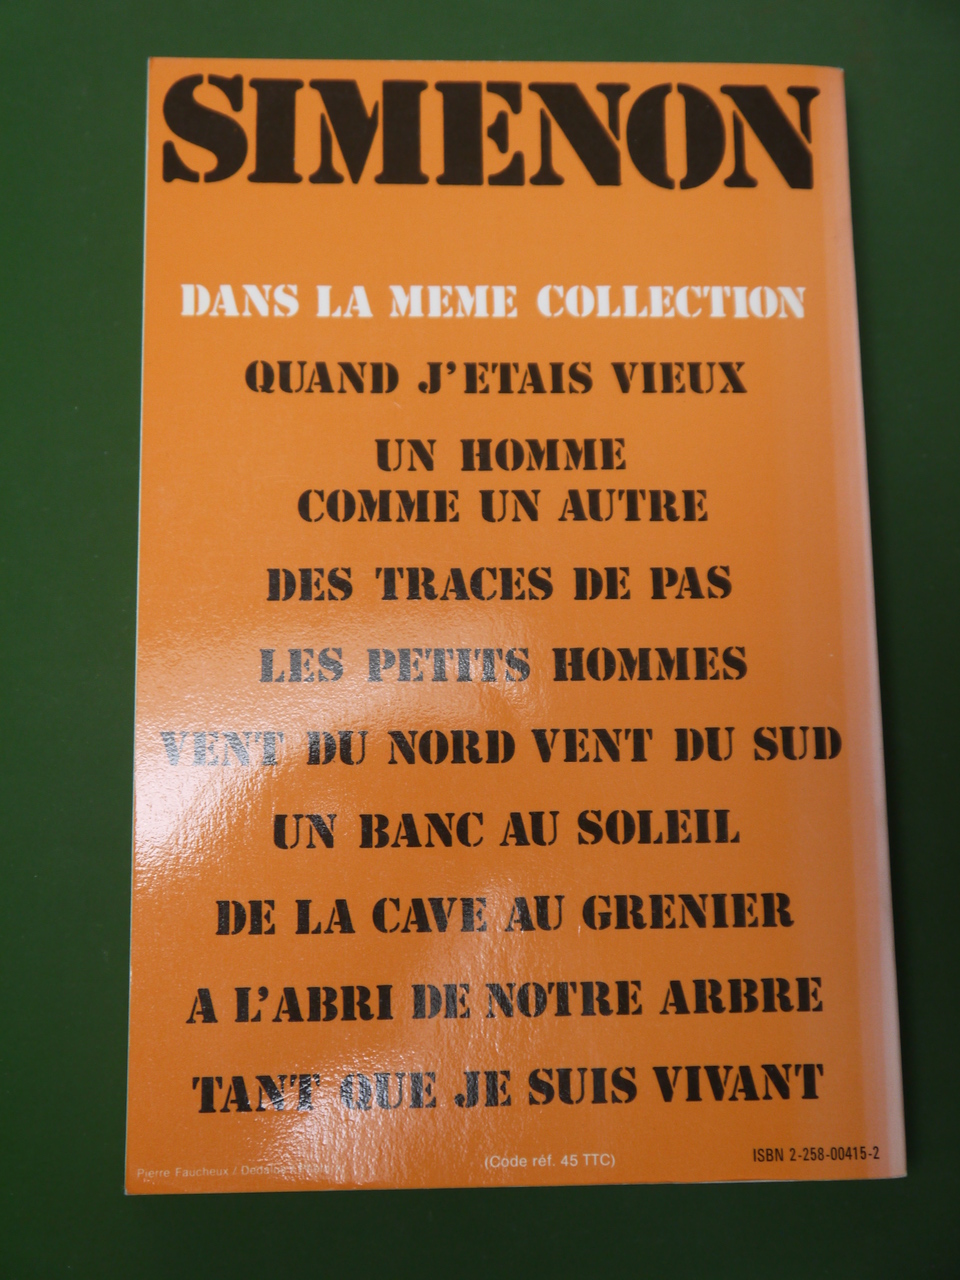 SIMENON
DANS LA MEME COLLECTION
QUAND J'ETAIS VIEUX
UN HOMME
COMME UN AUTRE
DES TRACES DE PAS
LES PETITS HOMMES
VENT DU NORD VENT DU SUD
UN BANC AU SOLEIL
DE LA CAVE AU GRENIER
A L'ABRI DE NOTRE ARBRE
TANT QUE JE SUIS VIVANT
Pierre Faucheux /
(Code réf. 45 TTC)
ISBN 2-258-00415-2